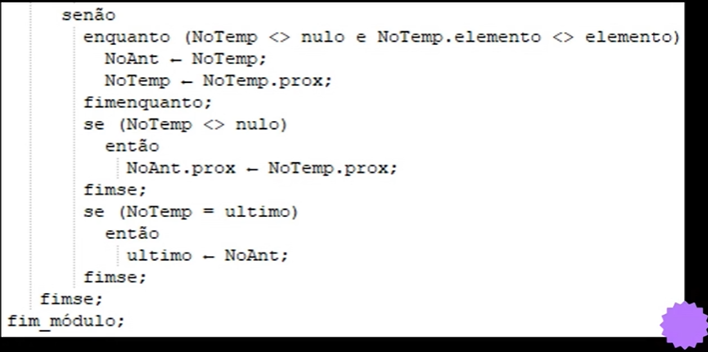 senão
enquanto (NoTemp <> nulo e NoTemp.elemento <> elemento)
NoAnt ← NoTemp;
NoTemp ← NoTemp.prox;
fimenquanto;
se (NoTemp <> nulo)
então
NoAnt.prox ← NoTemp.prox;
fimse;
se (NoTemp = ultimo)
então
ultimo ← NoAnt;
fimse;
fimse;
fim_módulo;